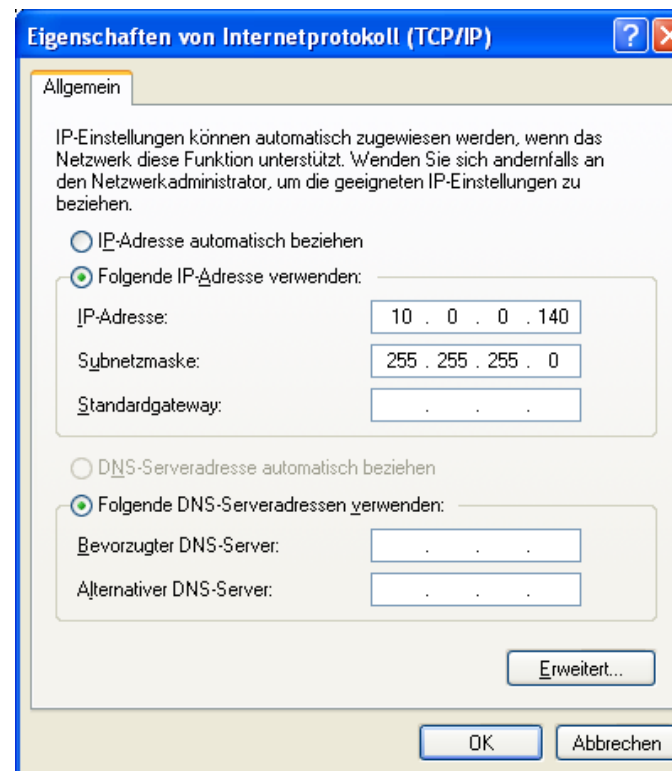 Eigenschaften von Internetprotokoll (TCP/IP)
Allgemein
IP-Einstellungen können automatisch zugewiesen werden, wenn das
Netzwerk diese Funktion unterstützt. Wenden Sie sich andernfalls an
den Netzwerkadministrator, um die geeigneten IP-Einstellungen zu
beziehen.
IP-Adresse automatisch beziehen
Folgende IP-Adresse verwenden:
IP-Adresse: 10 . 0 . 0 . 140
Subnetzmaske: 255 . 255 . 255 . 0
Standardgateway: . . .
DNS-Serveradresse automatisch beziehen
Folgende DNS-Serveradressen verwenden:
Bevorzugter DNS-Server: . . .
Alternativer DNS-Server: . . .
Erweitert...
OK Abbrechen